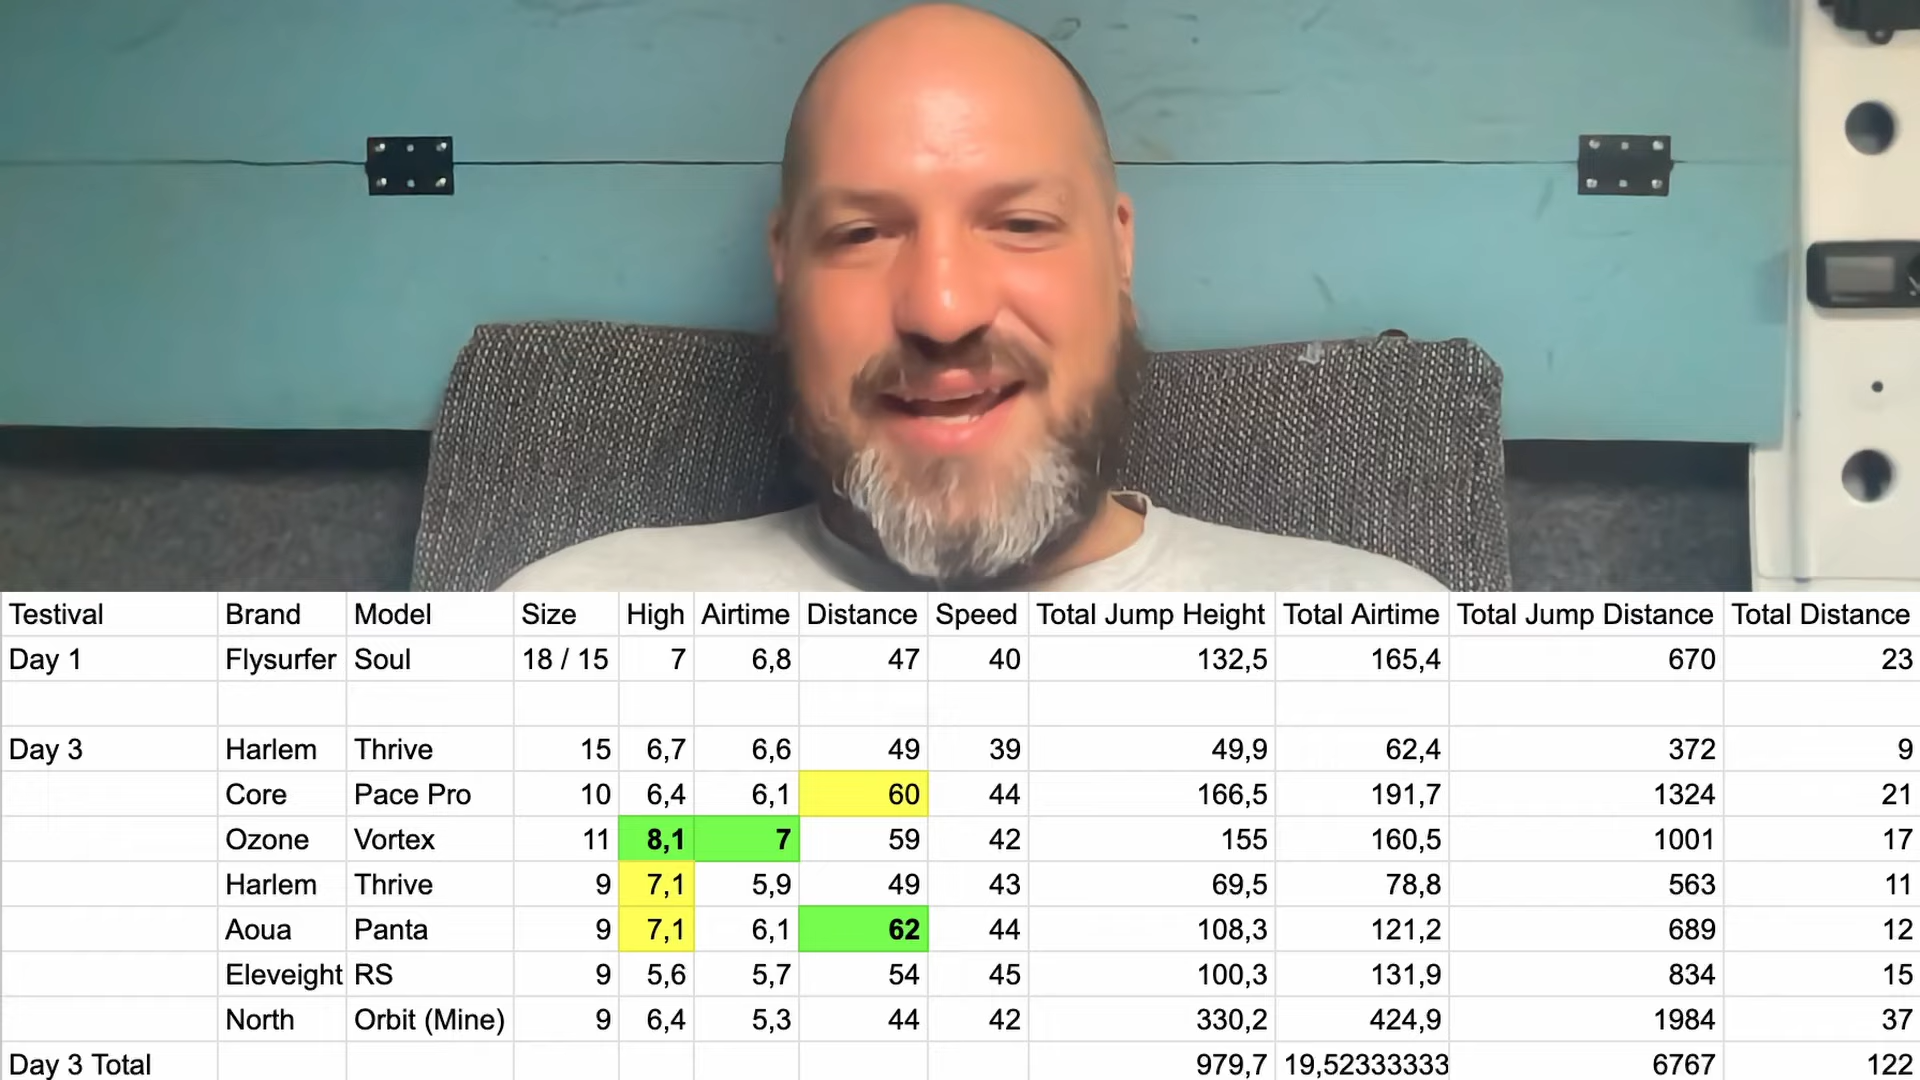 Testival Brand Model Size High Airtime Distance Speed Total Jump Height Total Airtime Total Jump Distance Total Distance
Day 1 Flysurfer Soul 18 / 15 7 6,8 47 40 132,5 165,4 670 23
Day 3 Harlem Thrive 15 6,7 6,6 49 39 49,9 62,4 372 9
Core Pace Pro 10 6,4 6,1 60 44 166,5 191,7 1324 21
Ozone Vortex 11 8,1 7 59 42 155 160,5 1001 17
Harlem Thrive 9 7,1 5,9 49 43 69,5 78,8 563 11
Aoua Panta 9 7,1 6,1 62 44 108,3 121,2 689 12
Eleveight RS 9 5,6 5,7 54 45 100,3 131,9 834 15
North Orbit (Mine) 9 6,4 5,3 44 42 330,2 424,9 1984 37
Day 3 Total 979,7 19,52333333 6767 122